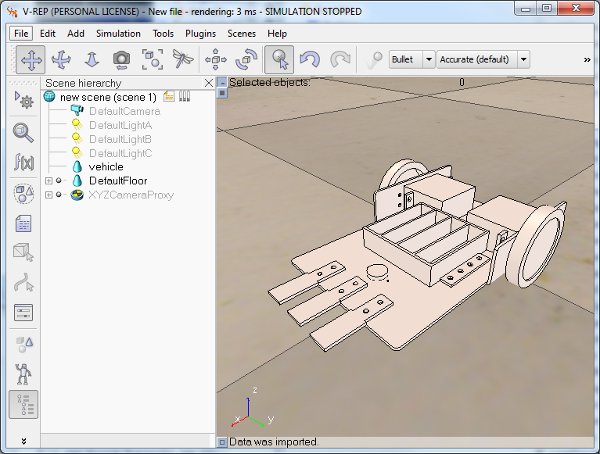 V-REP (PERSONAL LICENSE) - New file - rendering: 3 ms - SIMULATION STOPPED
File Edit Add Simulation Tools Plugins Scenes Help
Bullet Accurate (default) »
Scene hierarchy
Selected objects: 0
new scene (scene 1)
DefaultCamera
DefaultLightA
DefaultLightB
DefaultLightC
vehicle
DefaultFloor
XYZCameraProxy
f(x)
z
x
y
Data was imported.